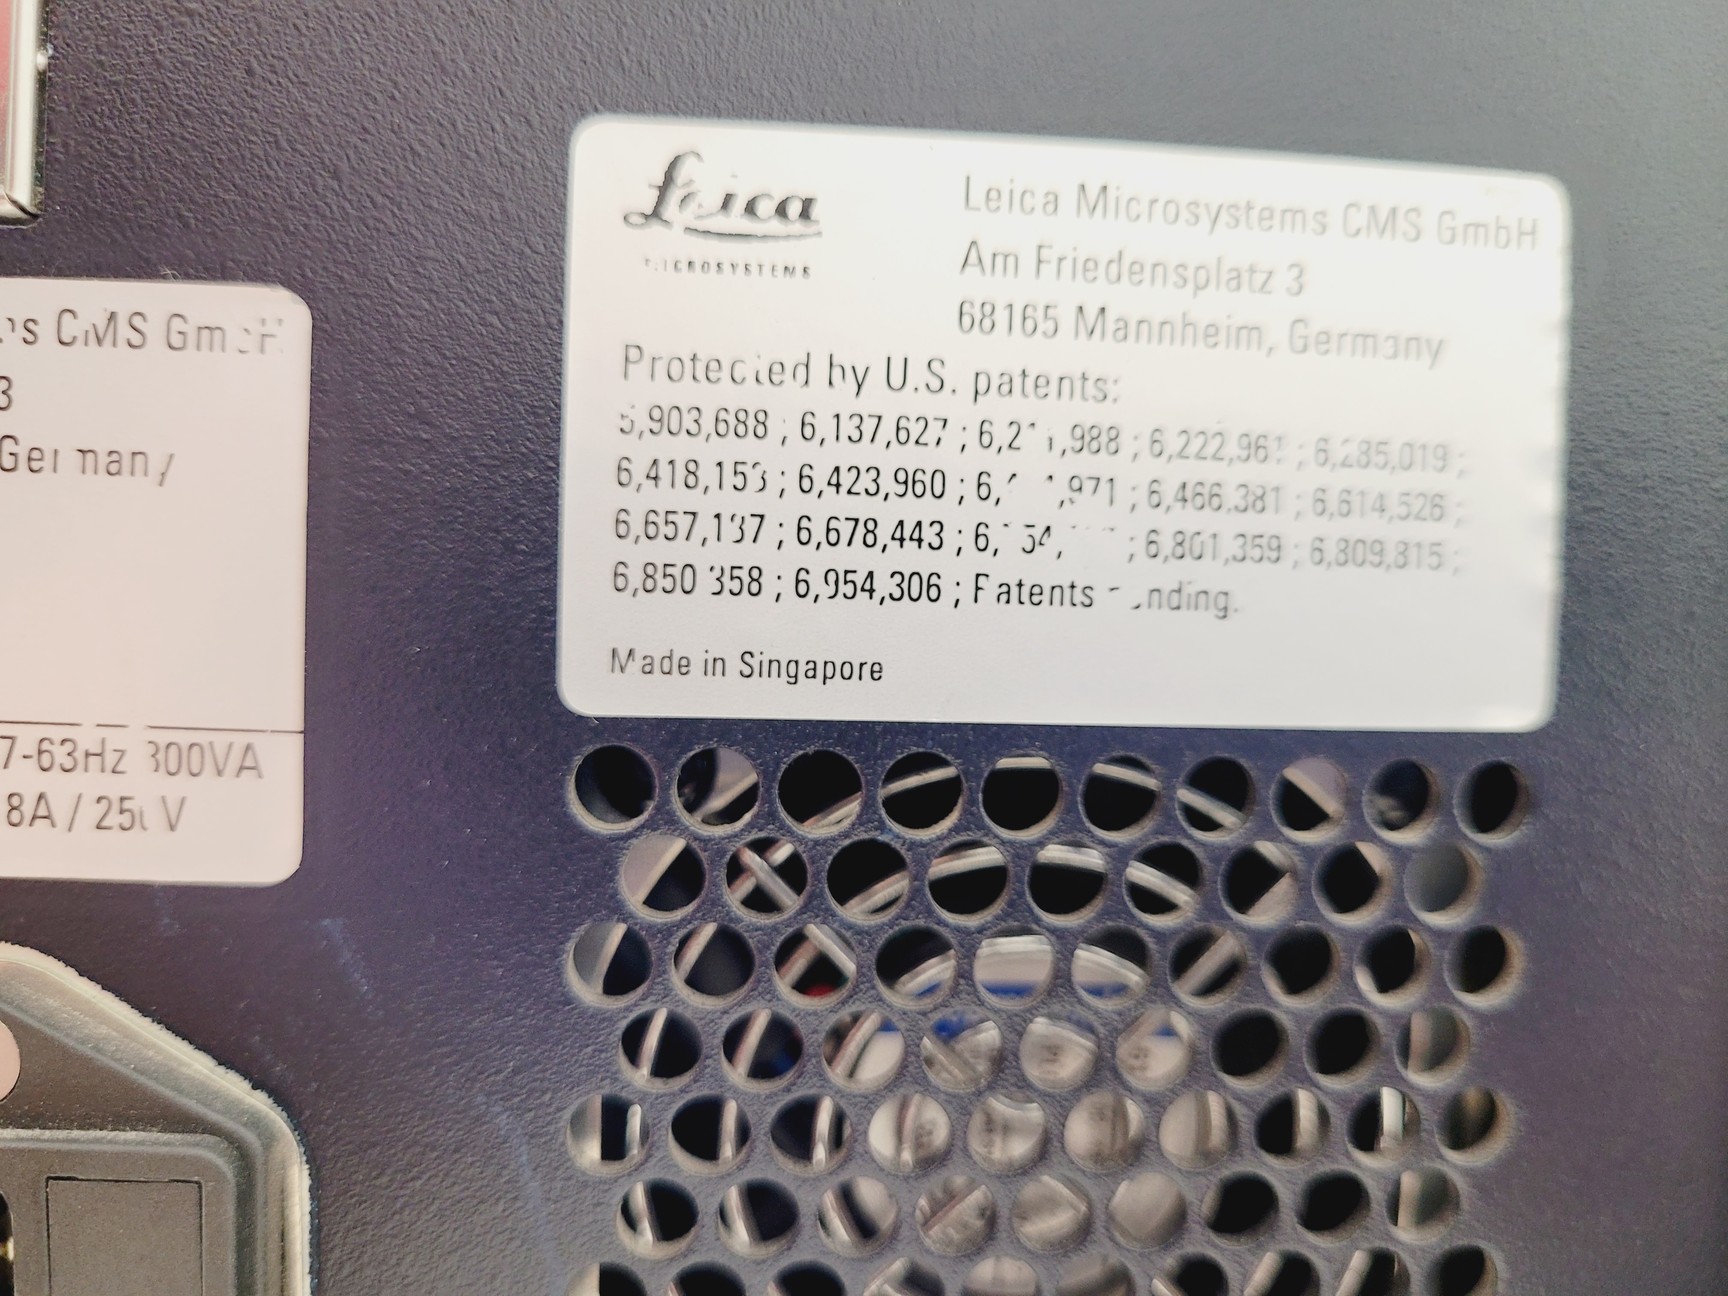 Leica
MICROSYSTEMS
Leica Microsystems CMS GmbH
Am Friedensplatz 3
68165 Mannheim, Germany
Protected by U.S. patents:
5,903,688 ; 6,137,627 ; ; 6,222,961 ; 6,285,019 ;
6,418,153 ; 6,423,960 ; ; 6,466,381 ; 6,614,526 ;
6,657,137 ; 6,678,443 ; ; 6,801,359 ; 6,809,815 ;
6,850,358 ; 6,954,306 ; Patents pending.
Made in Singapore
CMS GmbH
3
Germany
7-63Hz 300VA
8A / 250V